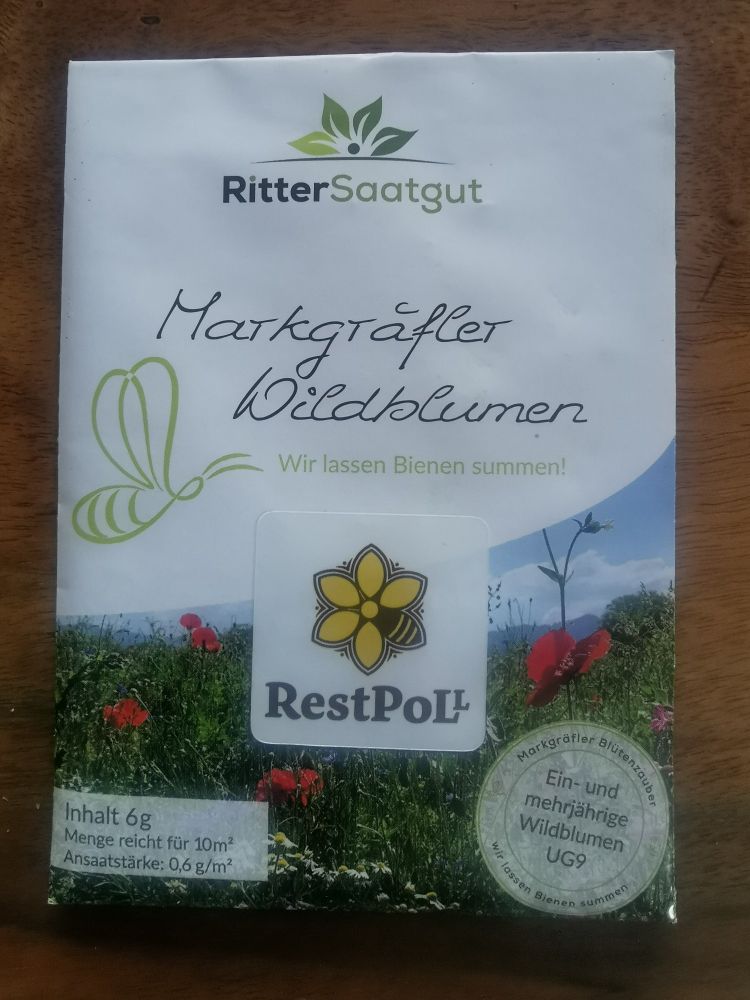 RitterSaatgut
Markgräfler
Wildblumen
Wir lassen Bienen summen!
RestPoLL
Inhalt 6g
Menge reicht für 10m²
Ansaatstärke: 0,6 g/m²
Markgräfler Blütenzauber
Ein- und
mehrjährige
Wildblumen
UG9
wir lassen Bienen summen